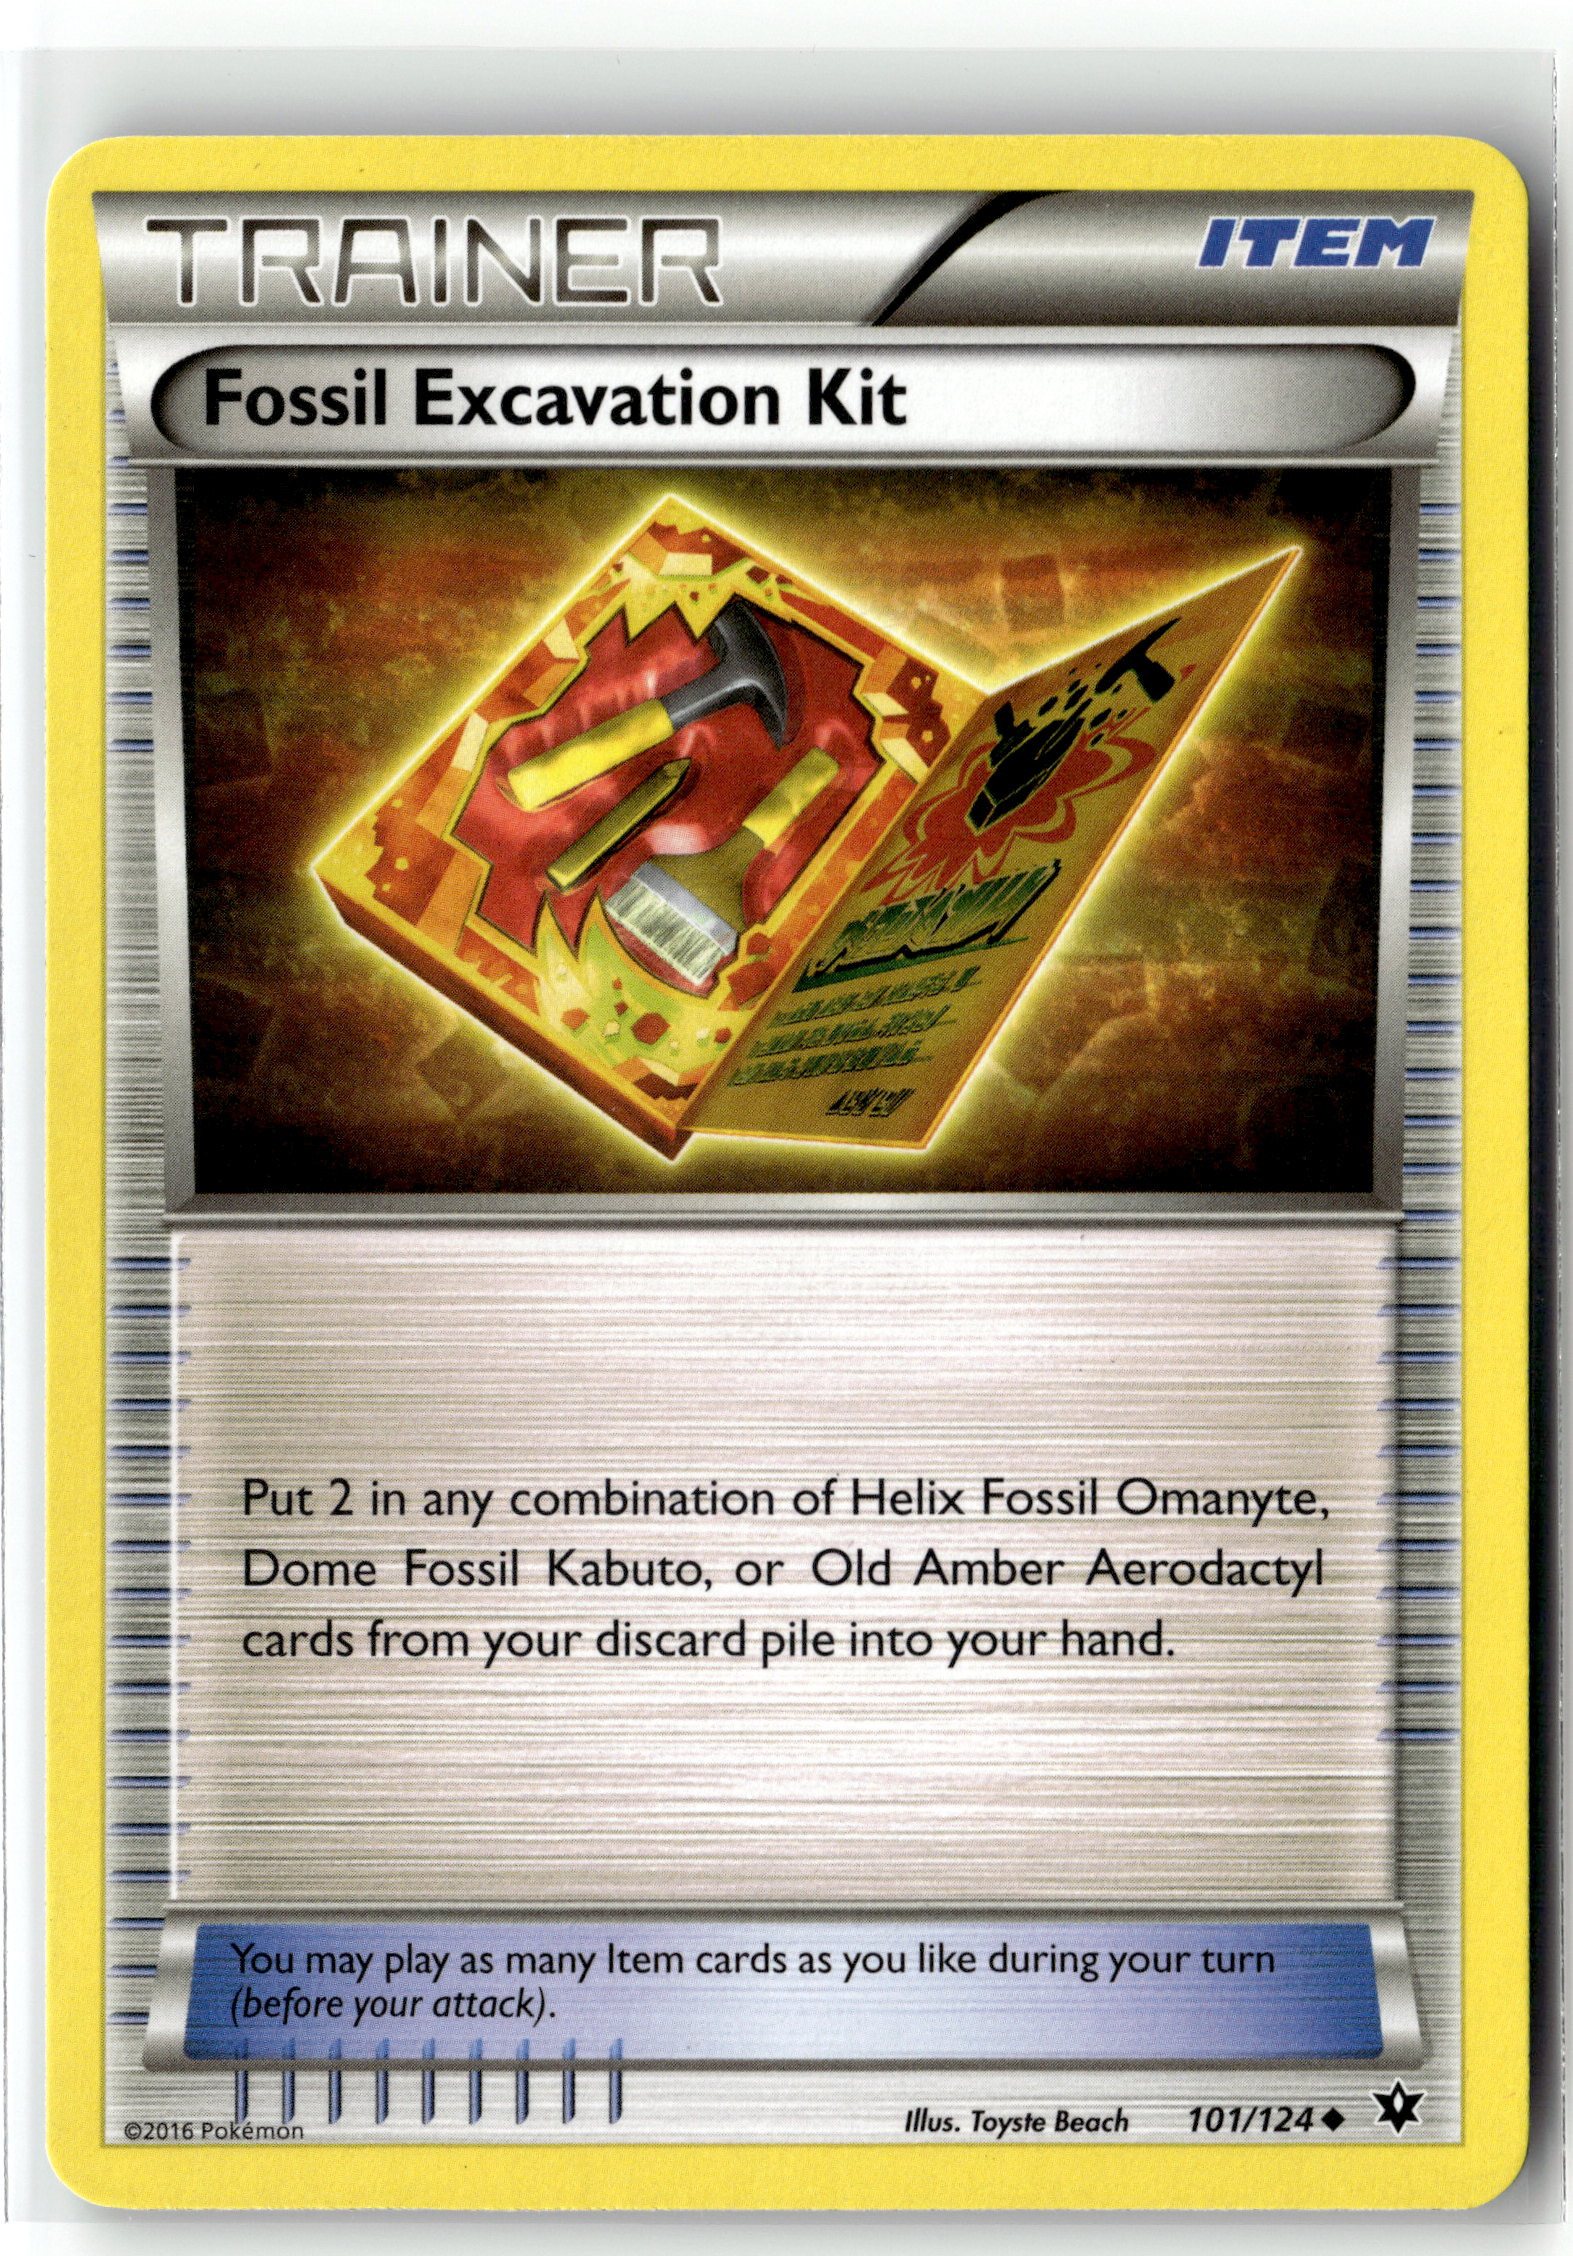 TRAINER
ITEM
Fossil Excavation Kit
Put 2 in any combination of Helix Fossil Omanyte,
Dome Fossil Kabuto, or Old Amber Aerodactyl
cards from your discard pile into your hand.
You may play as many Item cards as you like during your turn
(before your attack).
©2016 Pokémon
Illus. Toyste Beach
101/124